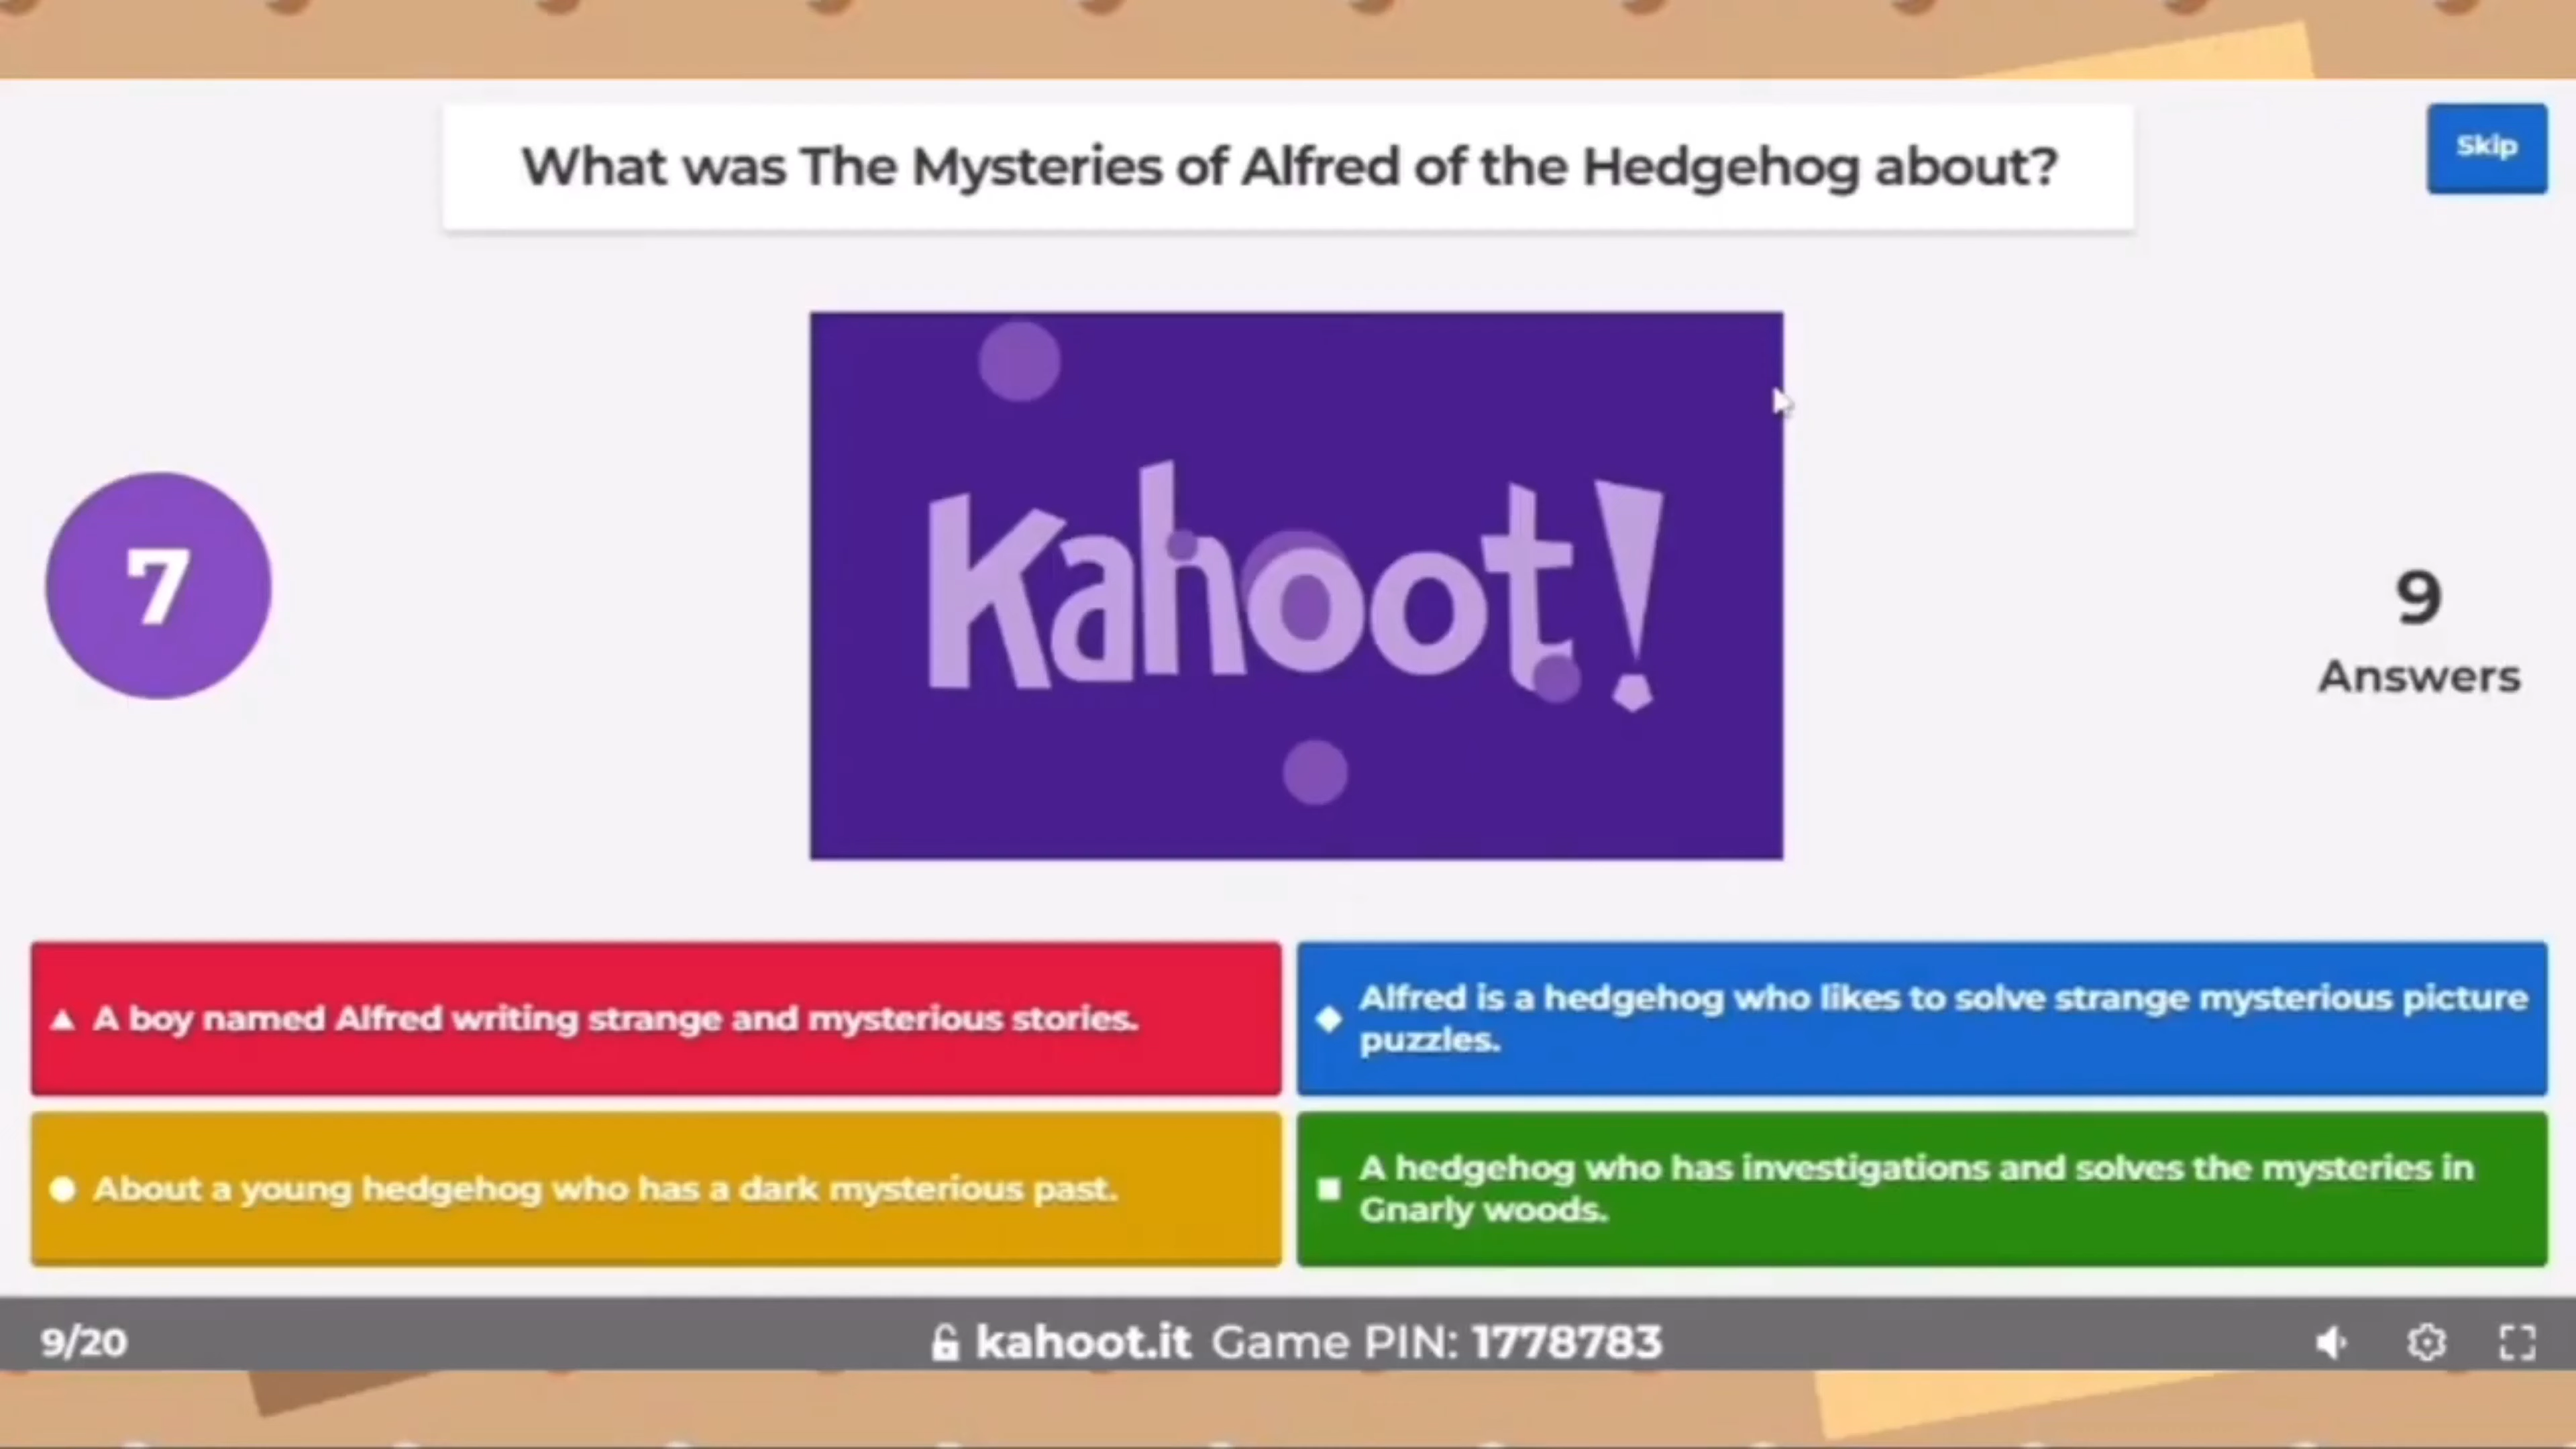 What was The Mysteries of Alfred of the Hedgehog about?
Skip
Kahoot!
7
9
Answers
A boy named Alfred writing strange and mysterious stories.
Alfred is a hedgehog who likes to solve strange mysterious picture
puzzles.
About a young hedgehog who has a dark mysterious past.
A hedgehog who has investigations and solves the mysteries in
Gnarly woods.
9/20
kahoot.it Game PIN: 1778783